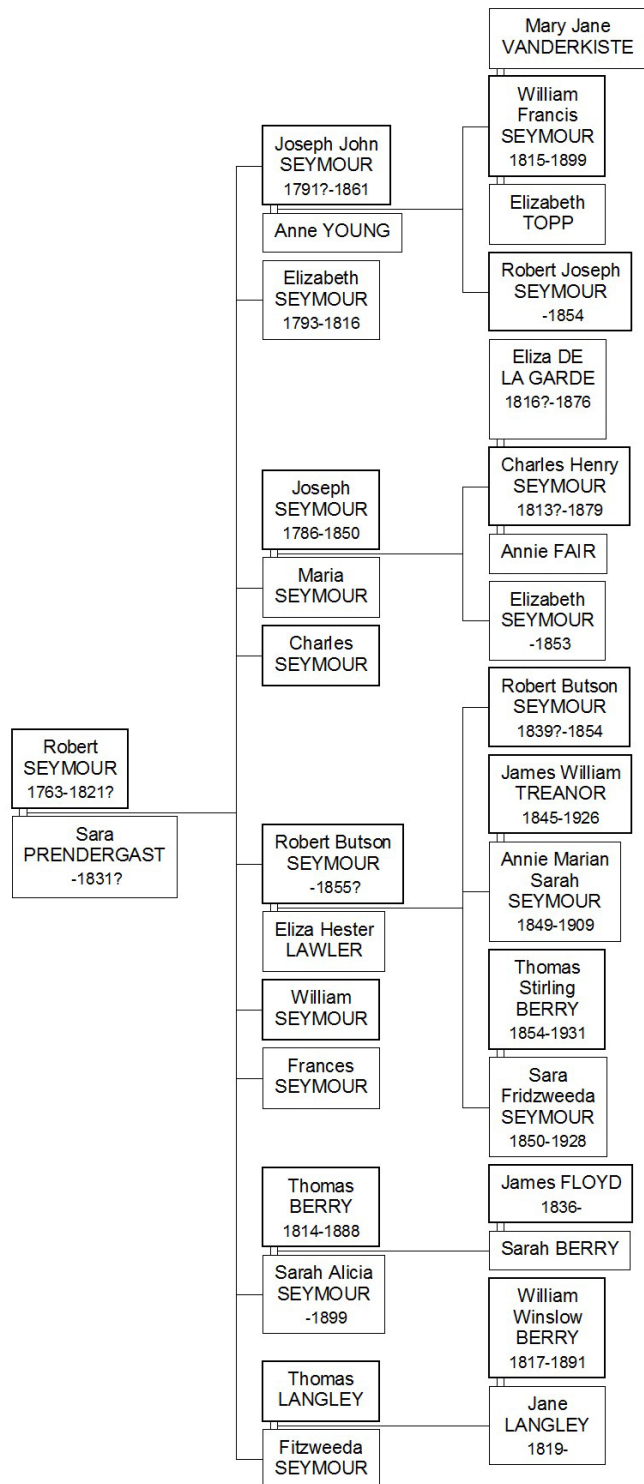 Mary Jane
VANDERKISTE
William
Francis
SEYMOUR
1815-1899
Joseph John
SEYMOUR
1791?-1861
Elizabeth
TOPP
Anne YOUNG
Robert Joseph
SEYMOUR
-1854
Elizabeth
SEYMOUR
1793-1816
Eliza DE
LA GARDE
1816?-1876
Charles Henry
SEYMOUR
1813?-1879
Joseph
SEYMOUR
1786-1850
Annie FAIR
Maria
SEYMOUR
Elizabeth
SEYMOUR
-1853
Charles
SEYMOUR
Robert Butson
SEYMOUR
1839?-1854
Robert
SEYMOUR
1763-1821?
James William
TREANOR
1845-1926
Sara
PRENDERGAST
-1831?
Robert Butson
SEYMOUR
-1855?
Annie Marian
Sarah
SEYMOUR
1849-1909
Eliza Hester
LAWLER
Thomas
Stirling
BERRY
1854-1931
William
SEYMOUR
Frances
SEYMOUR
Sara
Fridzweeda
SEYMOUR
1850-1928
Thomas
BERRY
1814-1888
James FLOYD
1836-
Sarah BERRY
Sarah Alicia
SEYMOUR
-1899
William
Winslow
BERRY
1817-1891
Thomas
LANGLEY
Jane
LANGLEY
1819-
Fitzweeda
SEYMOUR